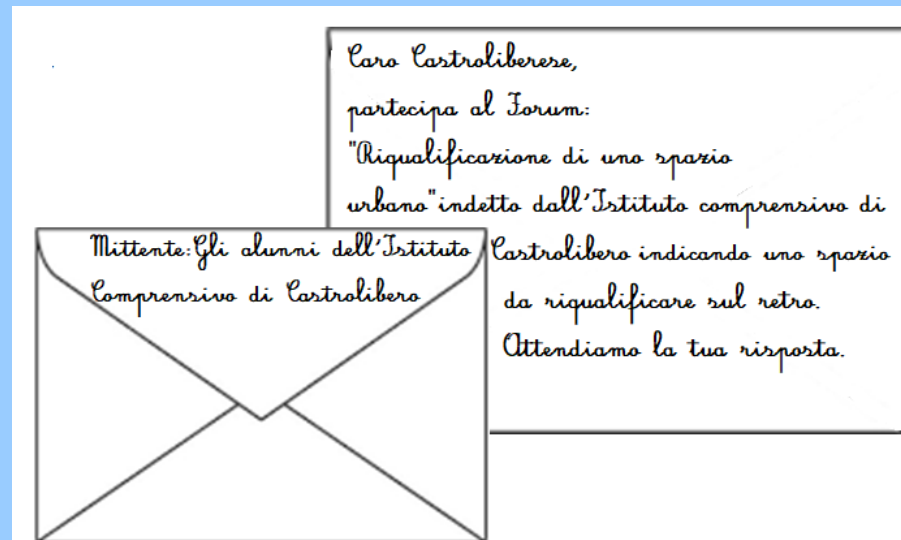 Caro Castroliberese,
partecipa al Forum:
"Riqualificazione di uno spazio
urbano"indetto dall'Istituto comprensivo di
Castrolibero indicando uno spazio
da riqualificare sul retro.
Attendiamo la tua risposta.
Mittente:Gli alunni dell'Istituto
Comprensivo di Castrolibero